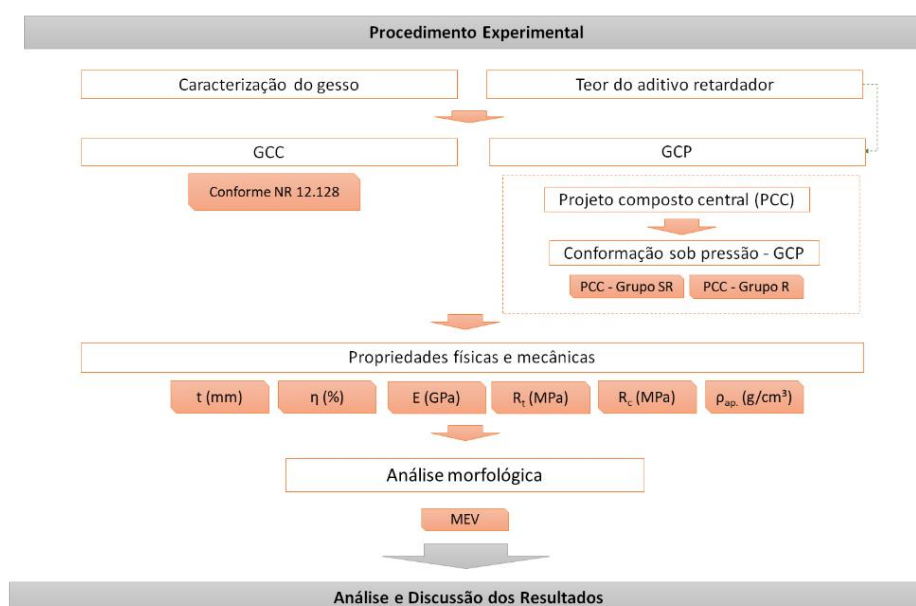 Procedimento Experimental
Caracterização do gesso
Teor do aditivo retardador
GCC
GCP
Conforme NR 12.128
Projeto composto central (PCC)
Conformação sob pressão - GCP
PCC - Grupo SR
PCC - Grupo R
Propriedades físicas e mecânicas
t (mm)
η (%)
E (GPa)
Rt (MPa)
Rc (MPa)
ρap. (g/cm³)
Análise morfológica
MEV
Análise e Discussão dos Resultados